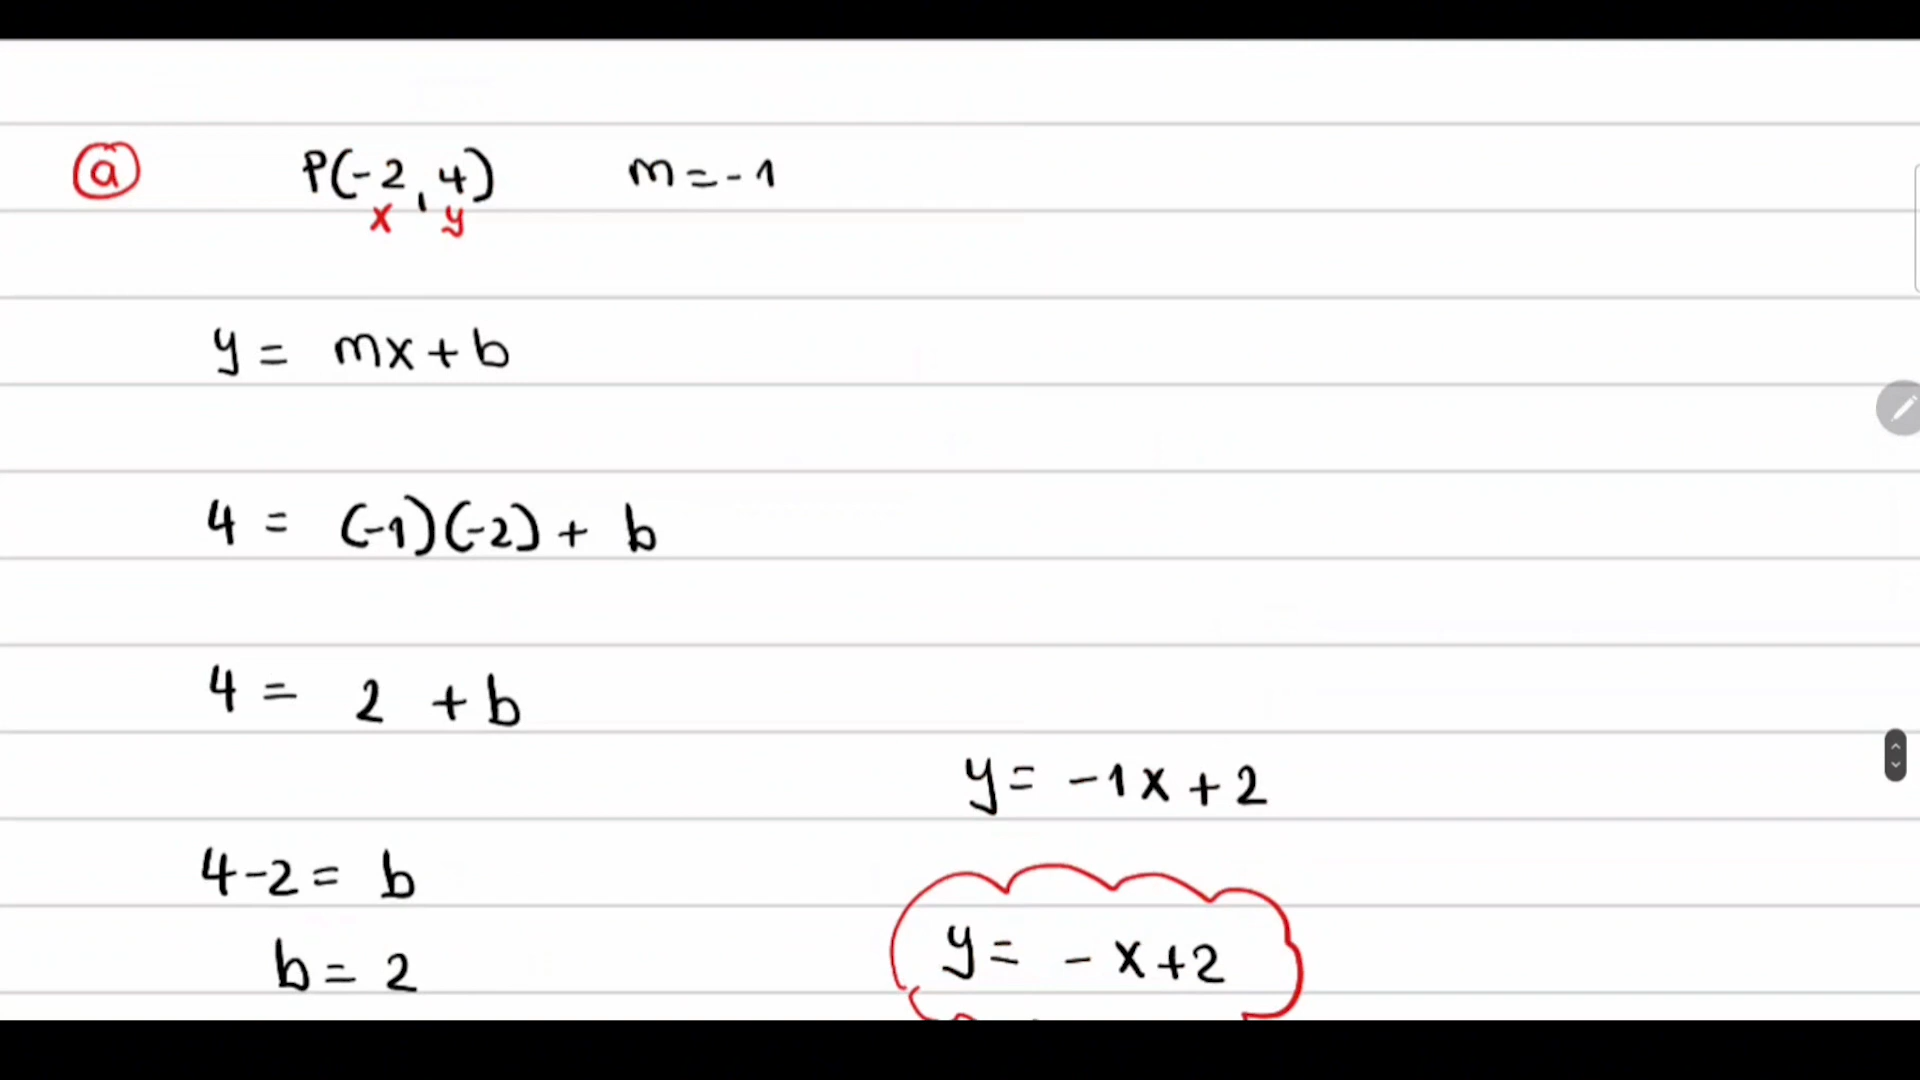 a P(-2, 4) m = -1
x y
y = mx + b
4 = (-1)(-2) + b
4 = 2 + b
y = -1x + 2
4 - 2 = b
y = -x + 2
b = 2